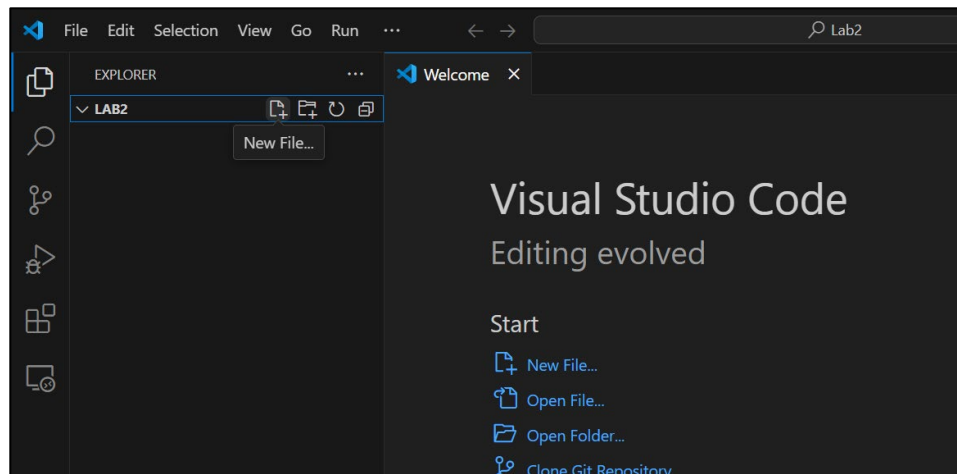 File Edit Selection View Go Run ... Lab2
EXPLORER ...
Welcome
LAB2
New File...
Visual Studio Code
Editing evolved
Start
New File...
Open File...
Open Folder...
Clone Git Repository